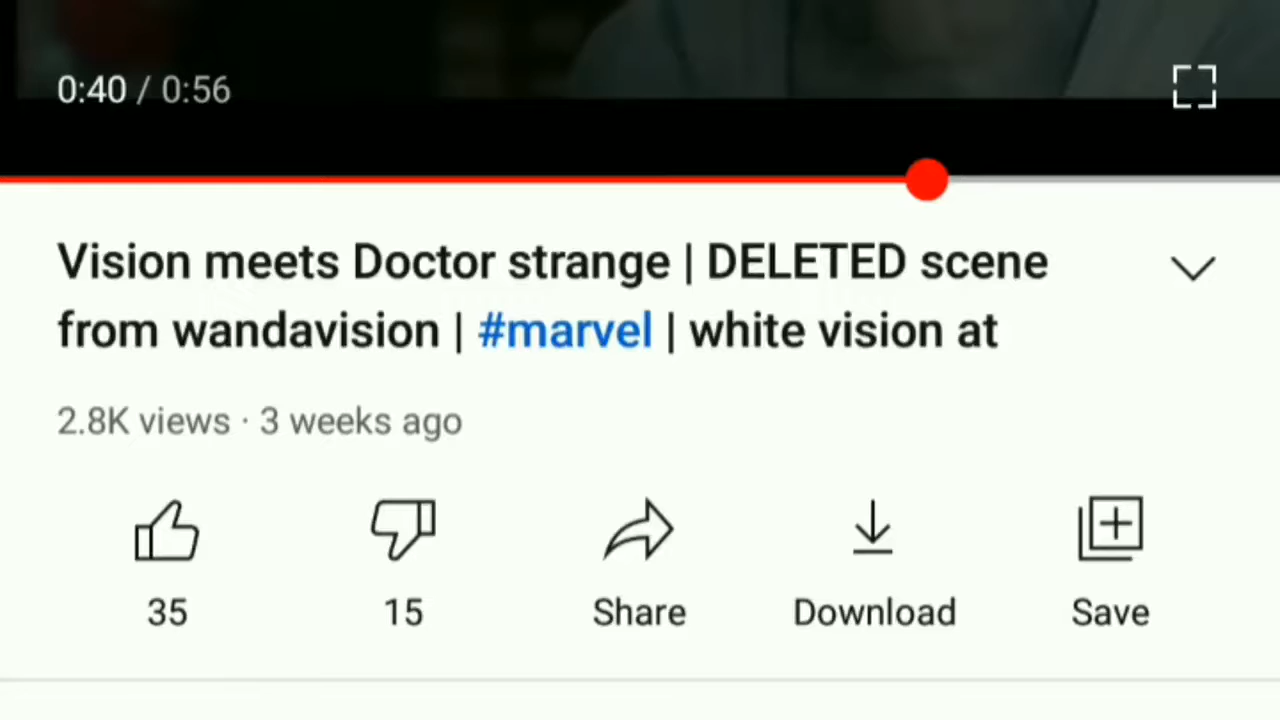 0:40 / 0:56
Vision meets Doctor strange | DELETED scene
from wandavision | #marvel | white vision at
2.8K views · 3 weeks ago
35 15 Share Download Save